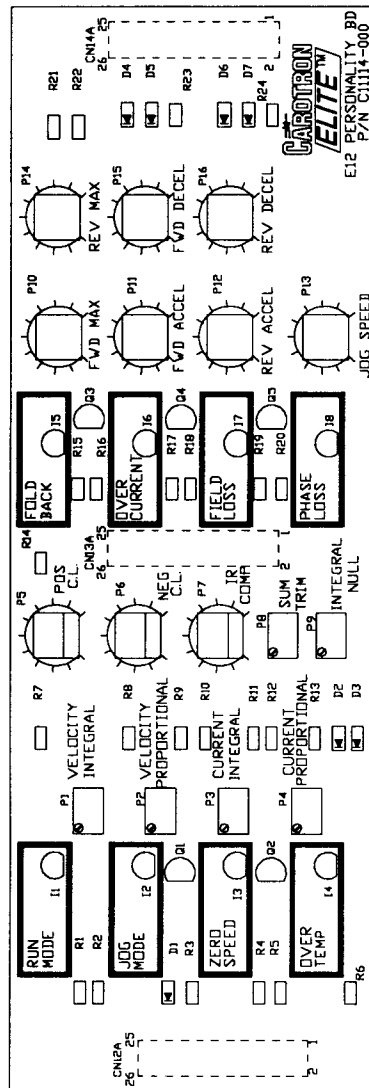 CN12A
26
25
2
1
RUN
MODE
I1
R1
R2
JOG
MODE
I2
Q1
D1
R3
ZERO
SPEED
I3
Q2
R4
R5
OVER
TEMP
I4
R6
P1
VELOCITY
INTEGRAL
R7
P2
VELOCITY
PROPORTIONAL
R8
R9
P3
CURRENT
INTEGRAL
R10
R11
R12
P4
CURRENT
PROPORTIONAL
R13
D2
D3
P5
POS
C.L.
R14
P6
NEG
C.L.
P7
IR
COMP
P8
SUM
TRIM
P9
INTEGRAL
NULL
CN13A
26
25
2
1
FOLD
BACK
I5
R15
R16
Q3
OVER
CURRENT
I6
R17
R18
Q4
FIELD
LOSS
I7
R19
R20
Q5
PHASE
LOSS
I8
P10
FWD MAX
P11
FWD ACCEL
P12
REV ACCEL
P13
JOG SPEED
P14
REV MAX
P15
FWD DECEL
P16
REV DECEL
R21
R22
D4
D5
R23
D6
D7
R24
CN14A
26
25
2
1
CAROTRON
ELITE™
E12 PERSONALITY BD
P/N C11114-000